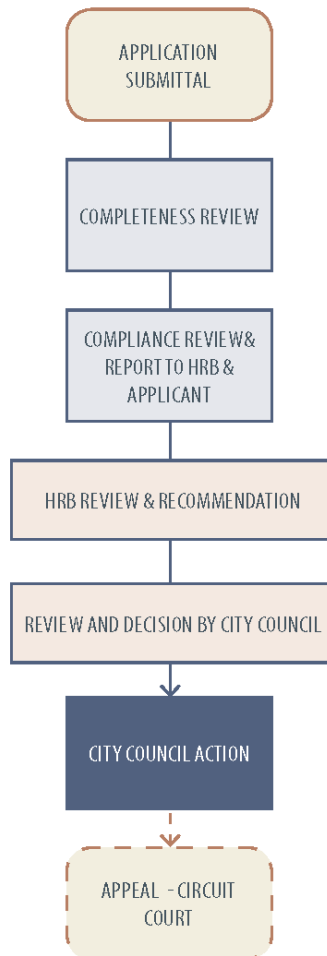 APPLICATION
SUBMITTAL
COMPLETENESS REVIEW
COMPLIANCE REVIEW&
REPORT TO HRB &
APPLICANT
HRB REVIEW & RECOMMENDATION
REVIEW AND DECISION BY CITY COUNCIL
CITY COUNCIL ACTION
APPEAL - CIRCUIT
COURT